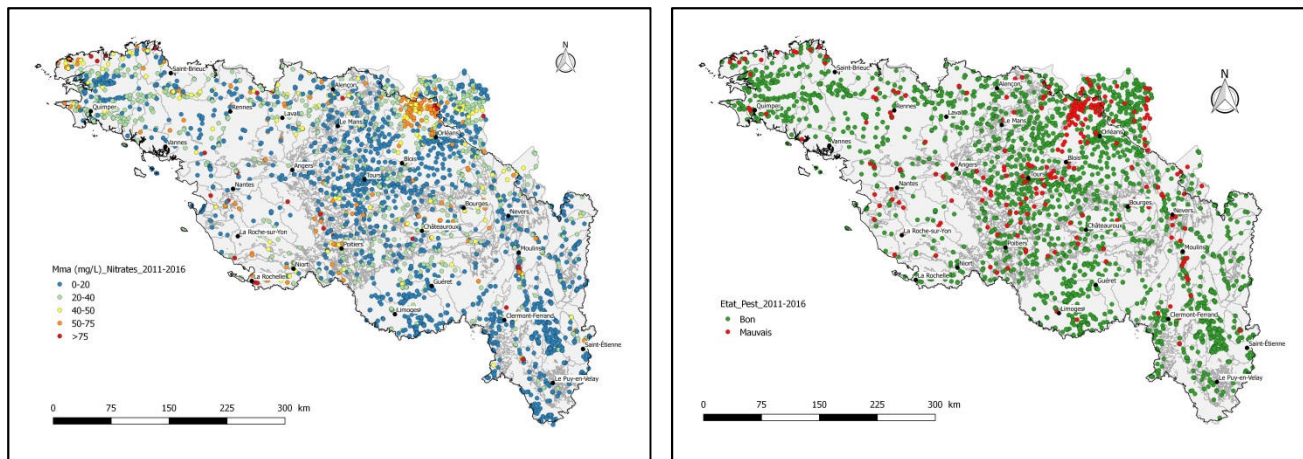 N
Saint-Brieuc
Alençon
Quimper
Rennes
Laval
Le Mans
Orléans
Vannes
Blois
Angers
Tours
Nantes
Bourges
Nevers
La Roche-sur-Yon
Châteauroux
Poitiers
Moulins
Niort
La Rochelle
Guéret
Limoges
Clermont-Ferrand
Saint-Étienne
Le Puy-en-Velay
Mma (mg/L)_Nitrates_2011-2016
0-20
20-40
40-50
50-75
>75
0 75 150 225 300 km
N
Saint-Brieuc
Alençon
Quimper
Rennes
Laval
Le Mans
Orléans
Vannes
Blois
Angers
Tours
Nantes
Bourges
Nevers
La Roche-sur-Yon
Châteauroux
Poitiers
Moulins
Niort
La Rochelle
Guéret
Limoges
Clermont-Ferrand
Saint-Étienne
Le Puy-en-Velay
Etat_Pest_2011-2016
Bon
Mauvais
0 75 150 225 300 km